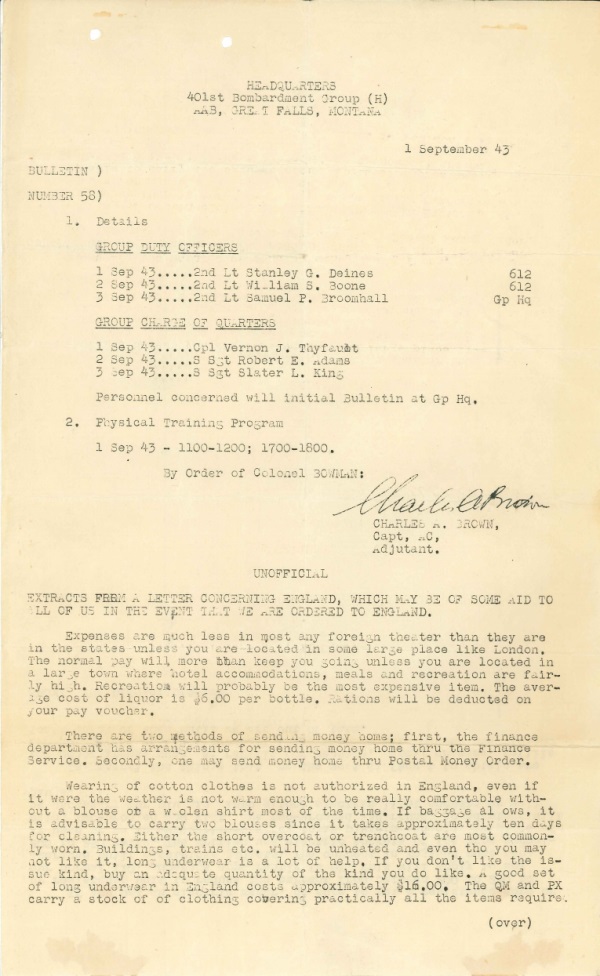 HEADQUARTERS
401st Bombardment Group (H)
AAB, GREAT FALLS, MONTANA
1 September 43
BULLETIN )
NUMBER 58)
1. Details
GROUP DUTY OFFICERS
1 Sep 43.....2nd Lt Stanley G. Deines 612
2 Sep 43.....2nd Lt William S. Boone 612
3 Sep 43.....2nd Lt Samuel P. Broomhall Gp Hq
GROUP CHARGE OF QUARTERS
1 Sep 43.....Cpl Vernon J. Thyfault
2 Sep 43.....S Sgt Robert E. Adams
3 Sep 43.....S Sgt Slater L. King
Personnel concerned will initial Bulletin at Gp Hq.
2. Physical Training Program
1 Sep 43 - 1100-1200; 1700-1800.
By Order of Colonel BOWMAN:
Charles A Brown
CHARLES A. BROWN,
Capt, AC,
Adjutant.
UNOFFICIAL
EXTRACTS FROM A LETTER CONCERNING ENGLAND, WHICH MAY BE OF SOME AID TO
ALL OF US IN THE EVENT THAT WE ARE ORDERED TO ENGLAND.
Expenses are much less in most any foreign theater than they are
in the states unless you are located in some large place like London.
The normal pay will more than keep you going unless you are located in
a large town where hotel accommodations, meals and recreation are fair-
ly high. Recreation will probably be the most expensive item. The aver-
age cost of liquor is $6.00 per bottle. Rations will be deducted on
your pay voucher.
There are two methods of sending money home; first, the finance
department has arrangements for sending money home thru the Finance
Service. Secondly, one may send money home thru Postal Money Order.
Wearing of cotton clothes is not authorized in England, even if
it were the weather is not warm enough to be really comfortable with-
out a blouse or a woolen shirt most of the time. If baggage al ows, it
is advisable to carry two blouses since it takes approximately ten days
for cleaning. Either the short overcoat or trenchcoat are most common-
ly worn. Buildings, trains etc. will be unheated and even tho you may
not like it, long underwear is a lot of help. If you don't like the is-
sue kind, buy an adequate quantity of the kind you do like. A good set
of long underwear in England costs approximately $16.00. The QM and PX
carry a stock of of clothing covering practically all the items require.
(over)